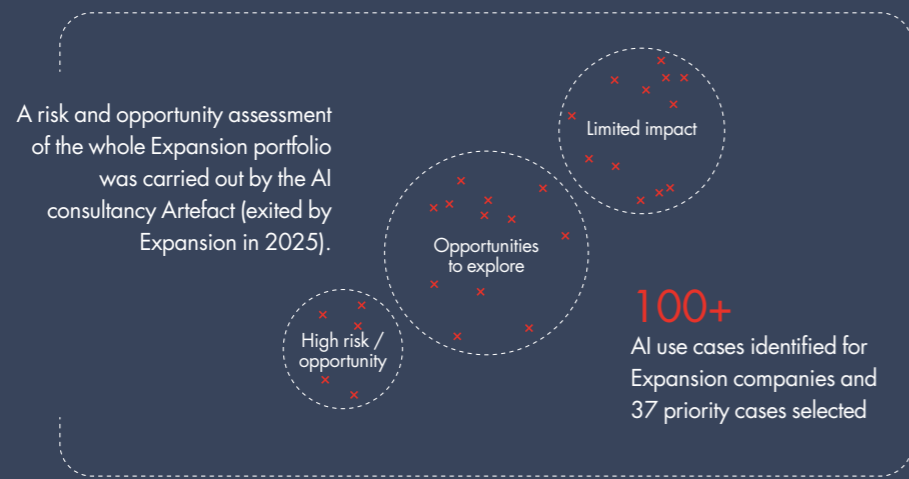 A risk and opportunity assessment
of the whole Expansion portfolio
was carried out by the AI
consultancy Artefact (exited by
Expansion in 2025).
Limited impact
Opportunities
to explore
High risk /
opportunity
100+
AI use cases identified for
Expansion companies and
37 priority cases selected